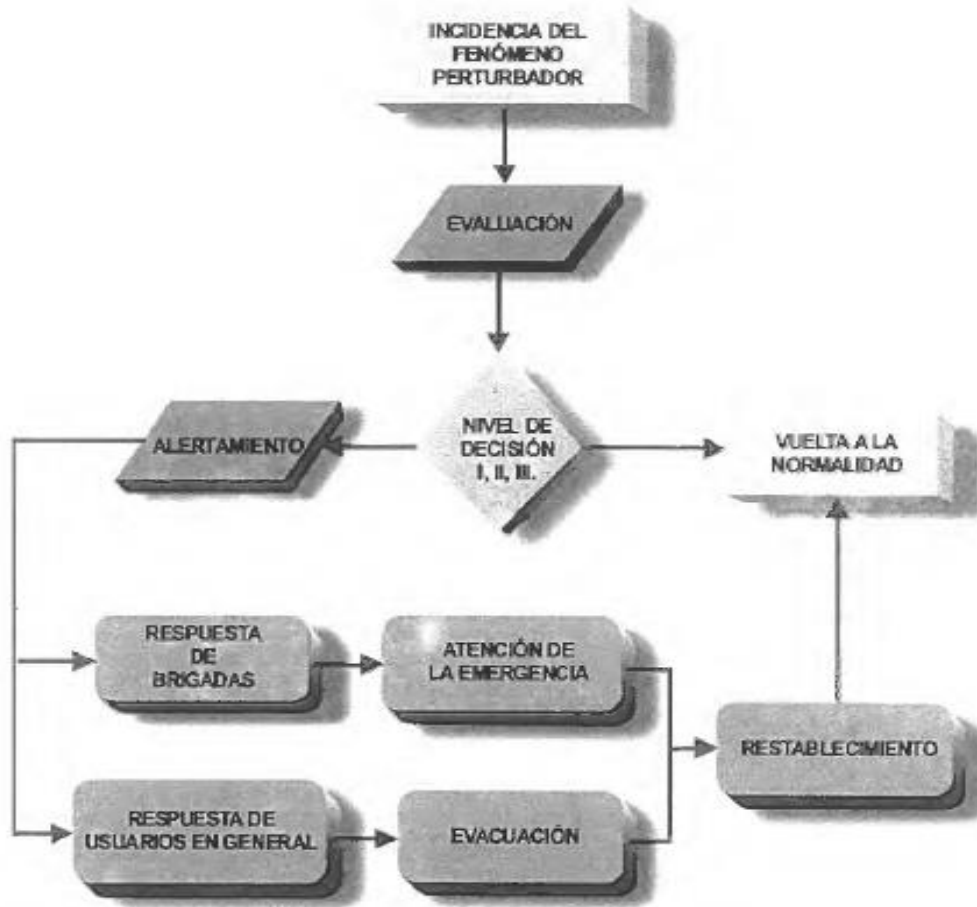 INCIDENCIA DEL
FENÓMENO
PERTURBADOR
EVALUACIÓN
ALERTAMIENTO
NIVEL DE
DECISIÓN
I, II, III.
VUELTA A LA
NORMALIDAD
RESPUESTA
DE
BRIGADAS
ATENCIÓN DE
LA EMERGENCIA
RESTABLECIMIENTO
RESPUESTA DE
USUARIOS EN GENERAL
EVACUACIÓN